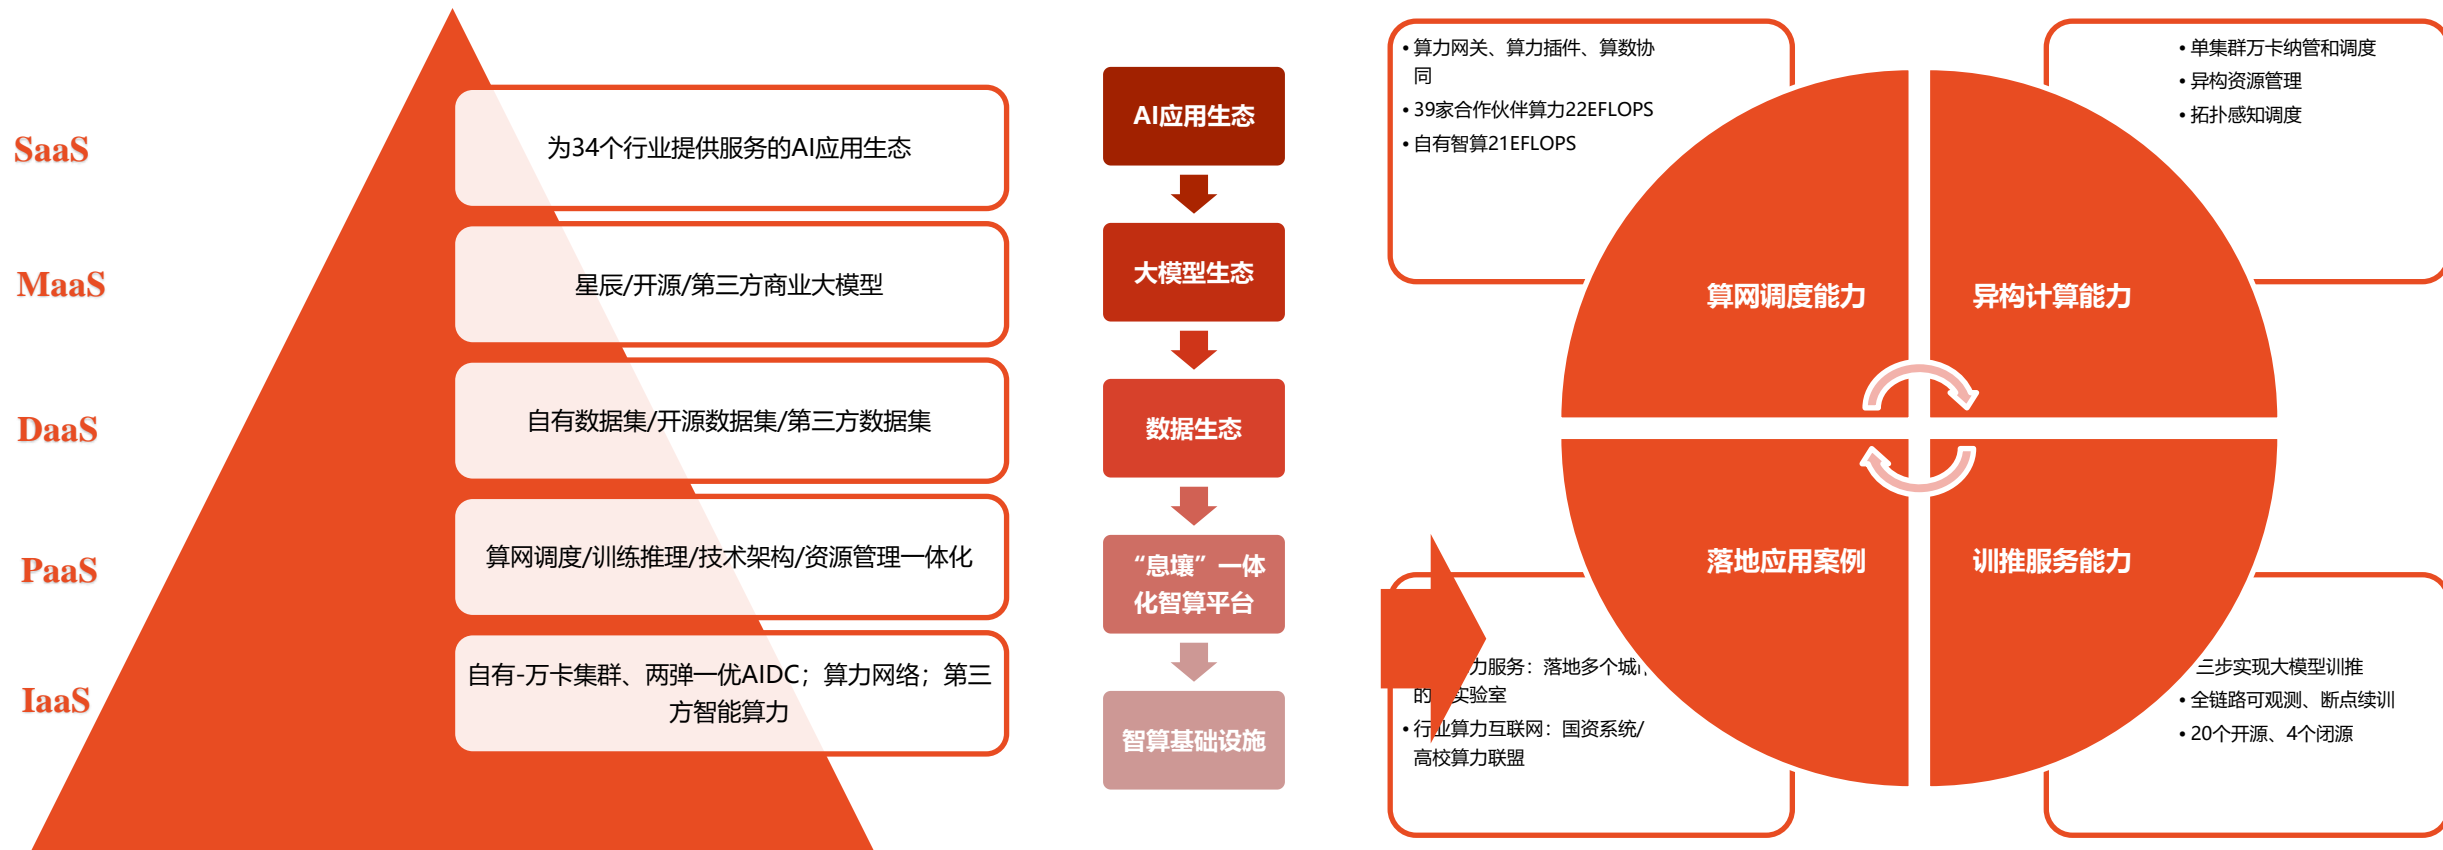 SaaS
为34个行业提供服务的AI应用生态
MaaS
星辰/开源/第三方商业大模型
DaaS
自有数据集/开源数据集/第三方数据集
PaaS
算网调度/训练推理/技术架构/资源管理一体化
IaaS
自有-万卡集群、两弹一优AIDC；算力网络；第三
方智能算力
AI应用生态
大模型生态
数据生态
“息壤”一体
化智算平台
智算基础设施
• 算力网关、算力插件、算数协
同
• 39家合作伙伴算力22EFLOPS
• 自有智算21EFLOPS
• 单集群万卡纳管和调度
• 异构资源管理
• 拓扑感知调度
算网调度能力
异构计算能力
落地应用案例
训推服务能力
力服务：落地多个城
的 实验室
• 行业算力互联网：国资系统/
高校算力联盟
三步实现大模型训推
• 全链路可观测、断点续训
• 20个开源、4个闭源